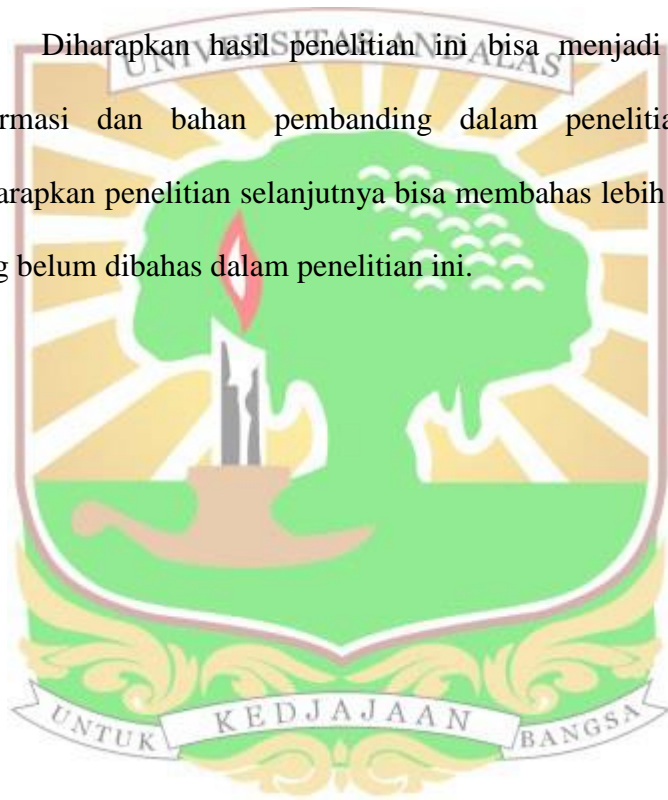 UNIVERSITAS ANDALAS
Diharapkan hasil penelitian ini bisa menjadi
rmasi dan bahan pembanding dalam penelitia
arapkan penelitian selanjutnya bisa membahas lebih
g belum dibahas dalam penelitian ini.
UNTUK KEDJAJAAN BANGSA